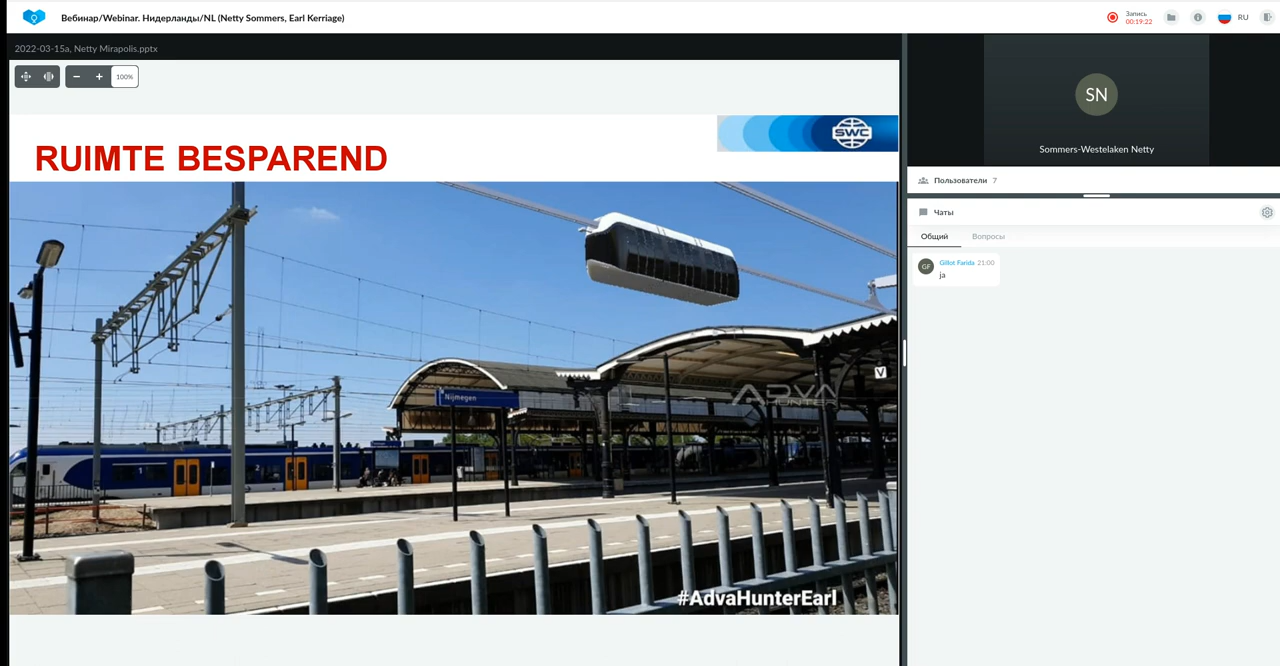 Вебинар/Webinar. Нидерланды/NL (Netty Sommers, Earl Kerriage)
Запись
00:19:22
RU
2022-03-15a, Netty Mirapolis.pptx
100%
RUIMTE BESPAREND
SWC
Nijmegen
ADVA
HUNTER
V
#AdvaHunterEarl
SN
Sommers-Westelaken Netty
Пользователи 7
Чаты
Общий
Вопросы
GF
Gillot Farida 21:00
ja